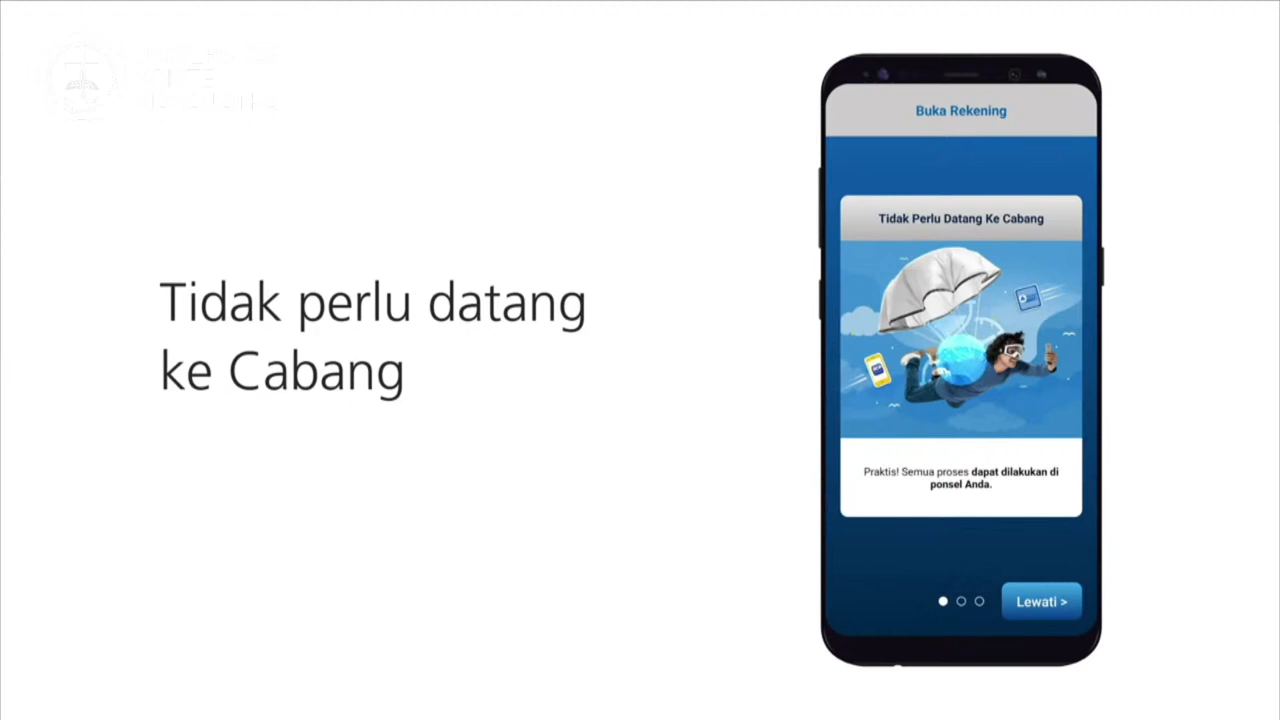 Tidak perlu datang
ke Cabang
Buka Rekening
Tidak Perlu Datang Ke Cabang
Praktis! Semua proses dapat dilakukan di
ponsel Anda.
Lewati >